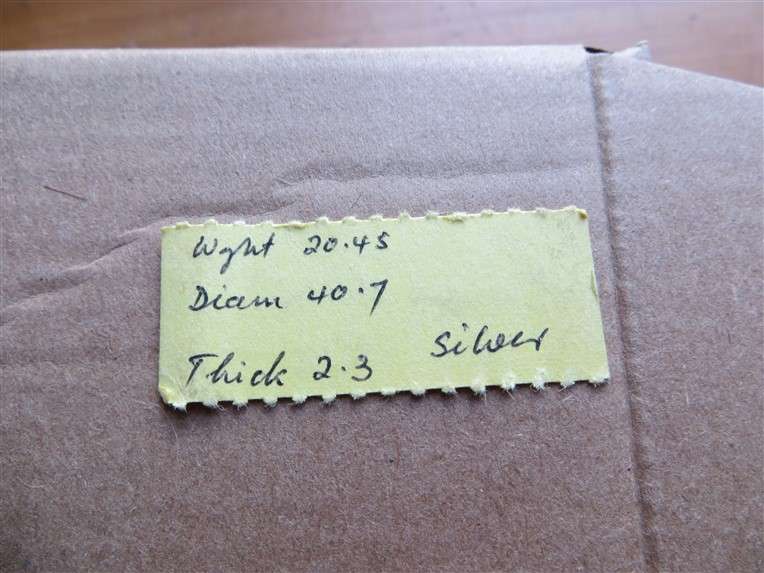 Wght 20.45
Diam 40.7
Thick 2.3 Silver